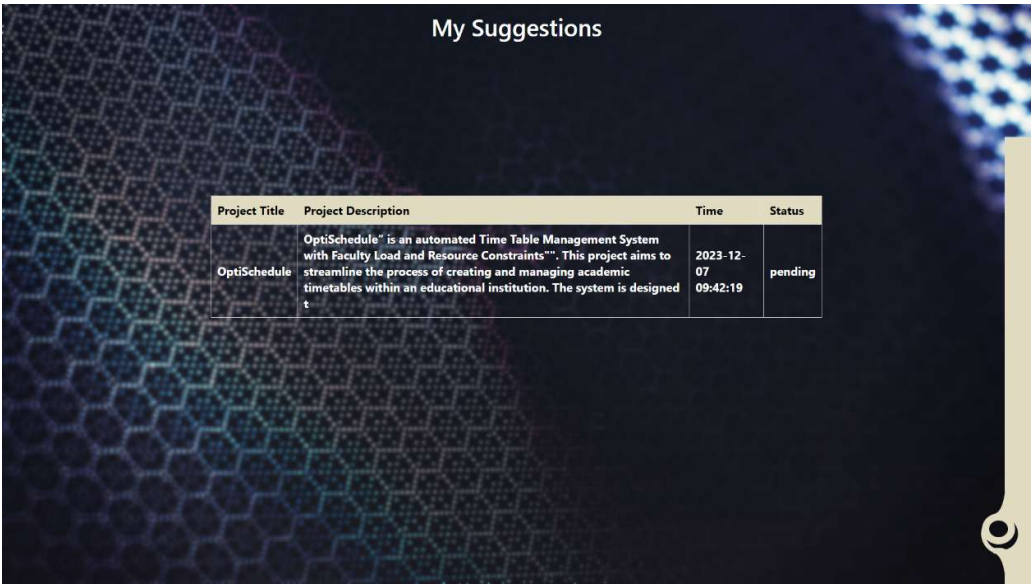 My Suggestions
Project Title Project Description Time Status
OptiSchedule" is an automated Time Table Management System
with Faculty Load and Resource Constraints"". This project aims to
OptiSchedule streamline the process of creating and managing academic
timetables within an educational institution. The system is designed
t
2023-12-
07
09:42:19
pending